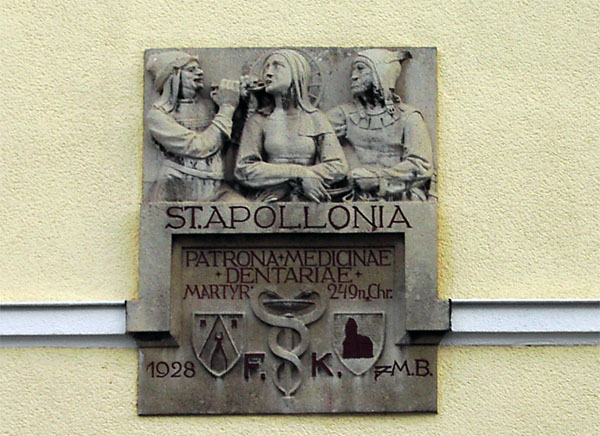 ST. APOLLONIA
PATRONA + MEDICINAE
+ DENTARIAE +
MARTYR 249 n. Chr.
1928 F. K. M.B.